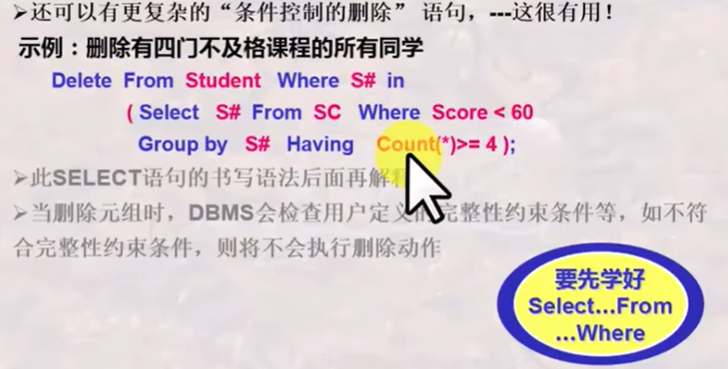 ➢还可以有更复杂的“条件控制的删除” 语句，---这很有用！
示例：删除有四门不及格课程的所有同学
Delete From Student Where S# in
( Select S# From SC Where Score < 60
Group by S# Having Count(*)>= 4 );
➢此SELECT语句的书写语法后面再解
➢当删除元组时，DBMS会检查用户定义的完整性约束条件等，如不符
合完整性约束条件，则将不会执行删除动作
要先学好
Select...From
...Where